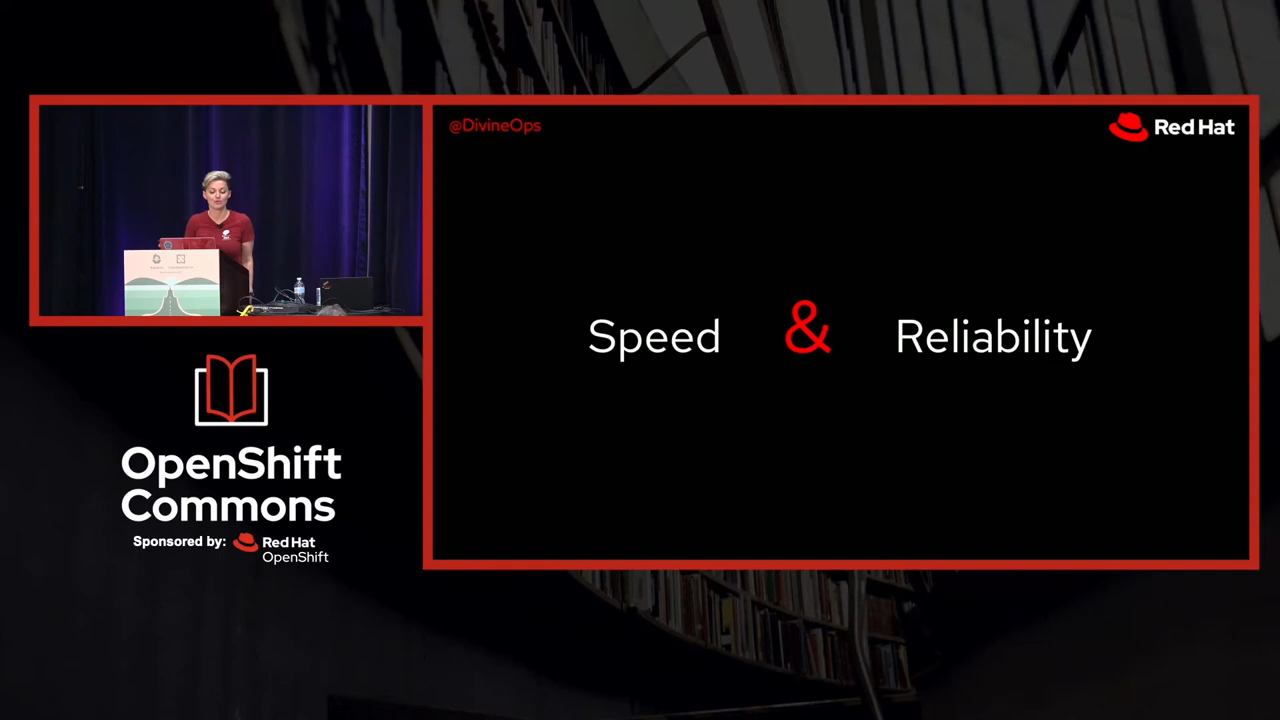 @DivineOps
Red Hat
Speed & Reliability
OpenShift
Commons
Sponsored by: Red Hat
OpenShift